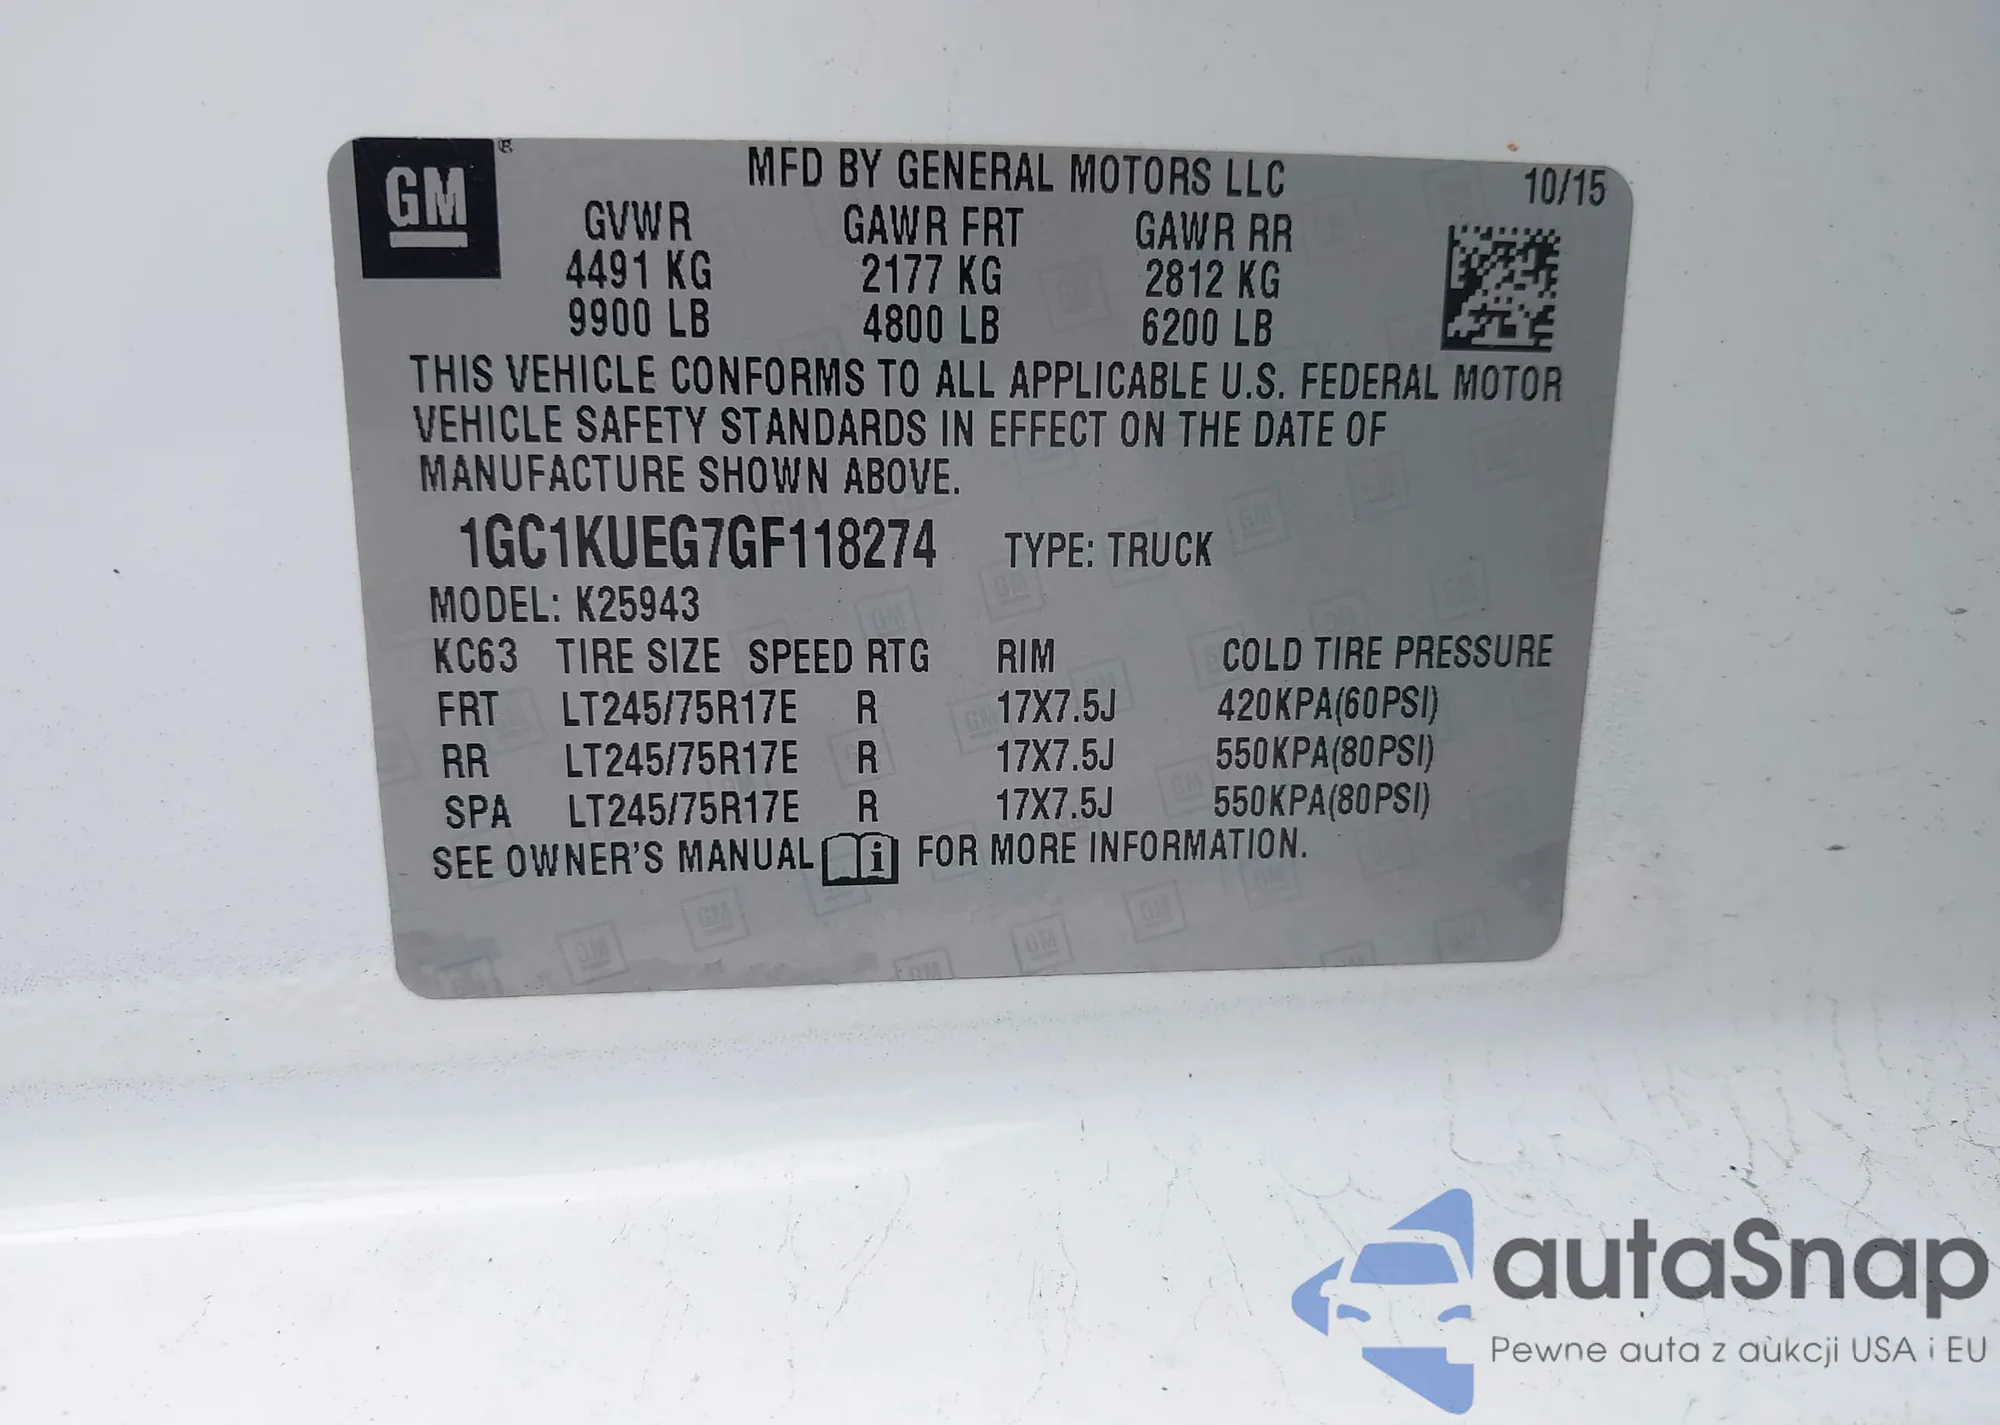 GM®
MFD BY GENERAL MOTORS LLC 10/15
GVWR GAWR FRT GAWR RR
4491 KG 2177 KG 2812 KG
9900 LB 4800 LB 6200 LB
THIS VEHICLE CONFORMS TO ALL APPLICABLE U.S. FEDERAL MOTOR
VEHICLE SAFETY STANDARDS IN EFFECT ON THE DATE OF
MANUFACTURE SHOWN ABOVE.
1GC1KUEG7GF118274 TYPE: TRUCK
MODEL: K25943
KC63 TIRE SIZE SPEED RTG RIM COLD TIRE PRESSURE
FRT LT245/75R17E R 17X7.5J 420KPA(60PSI)
RR LT245/75R17E R 17X7.5J 550KPA(80PSI)
SPA LT245/75R17E R 17X7.5J 550KPA(80PSI)
SEE OWNER'S MANUAL i FOR MORE INFORMATION.
autaSnap
Pewne auta z aukcji USA i EU